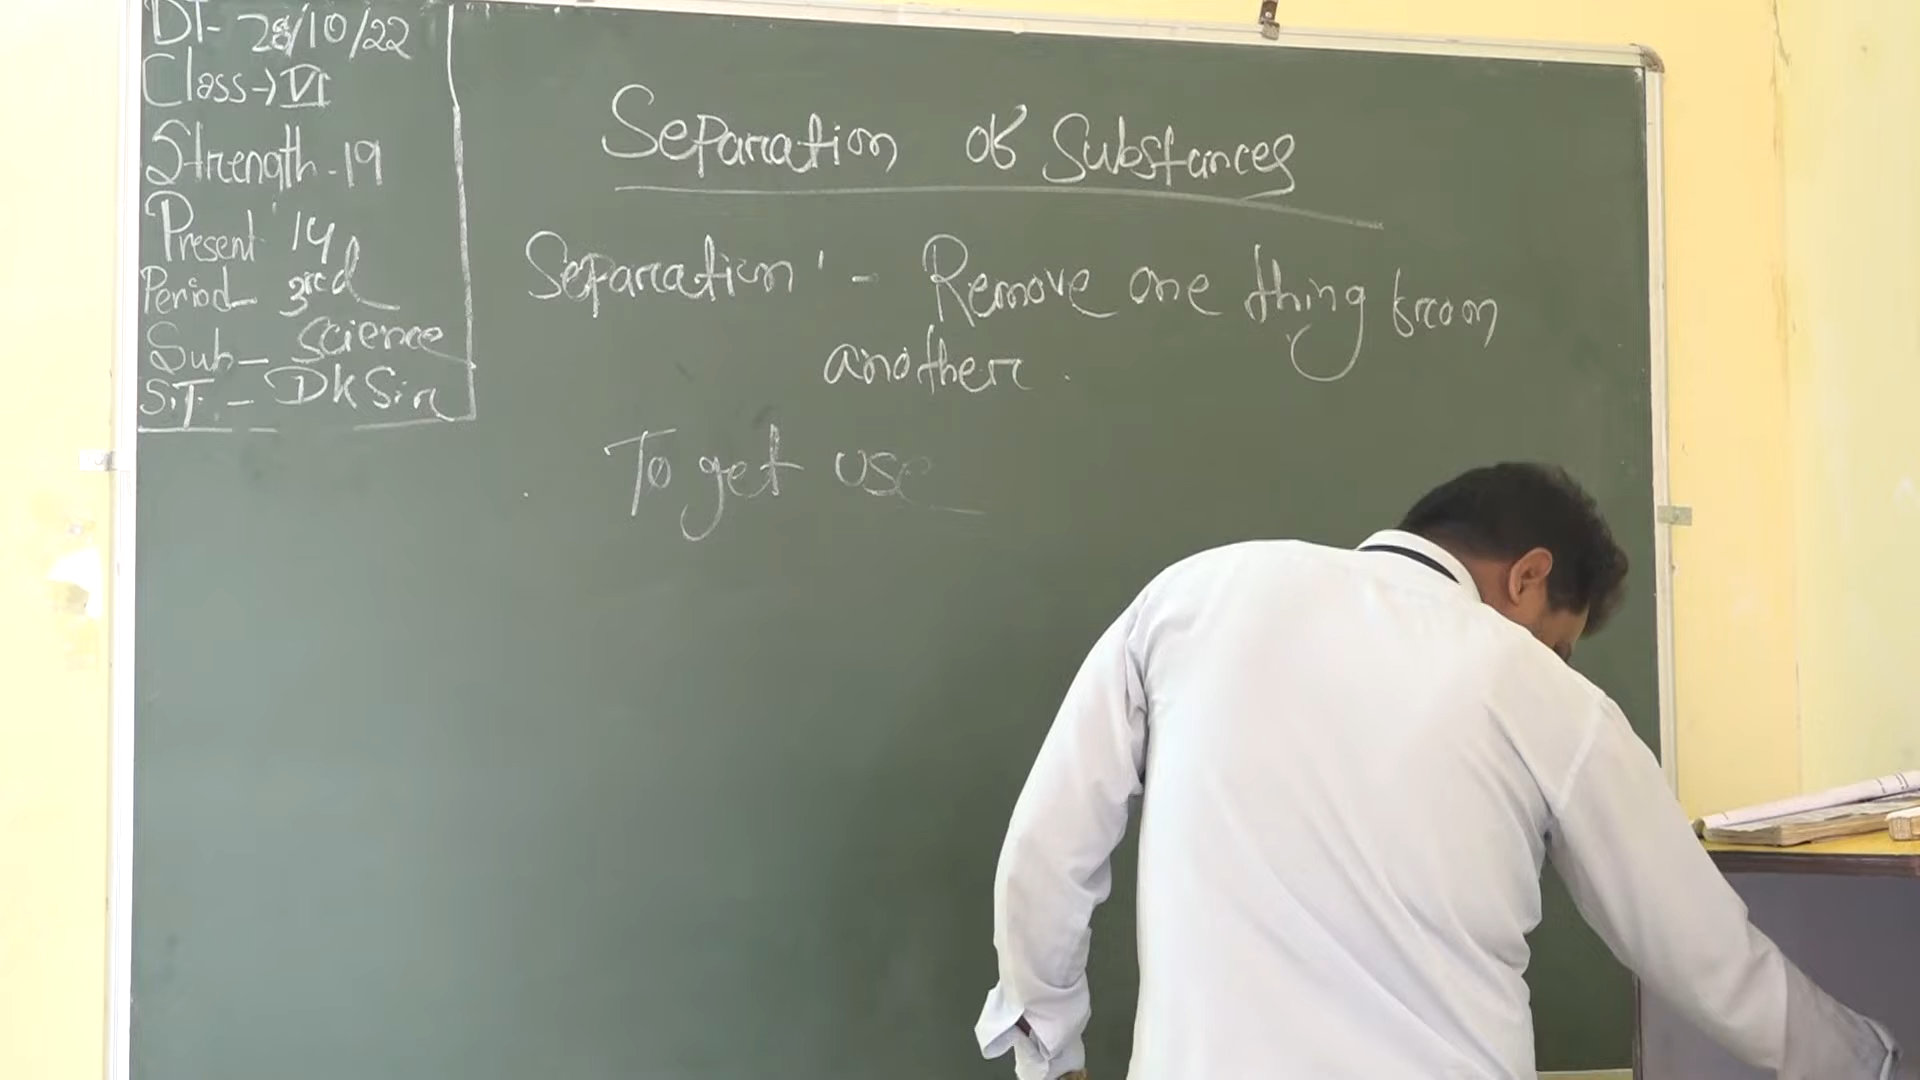 DT- 28/10/22
Class→VI
Strength-19
Present 14
Period- 3rd
Sub- Science
S.T. - DK Sir
Separation of Substances
Separation' - Remove one thing from
another.
To get use